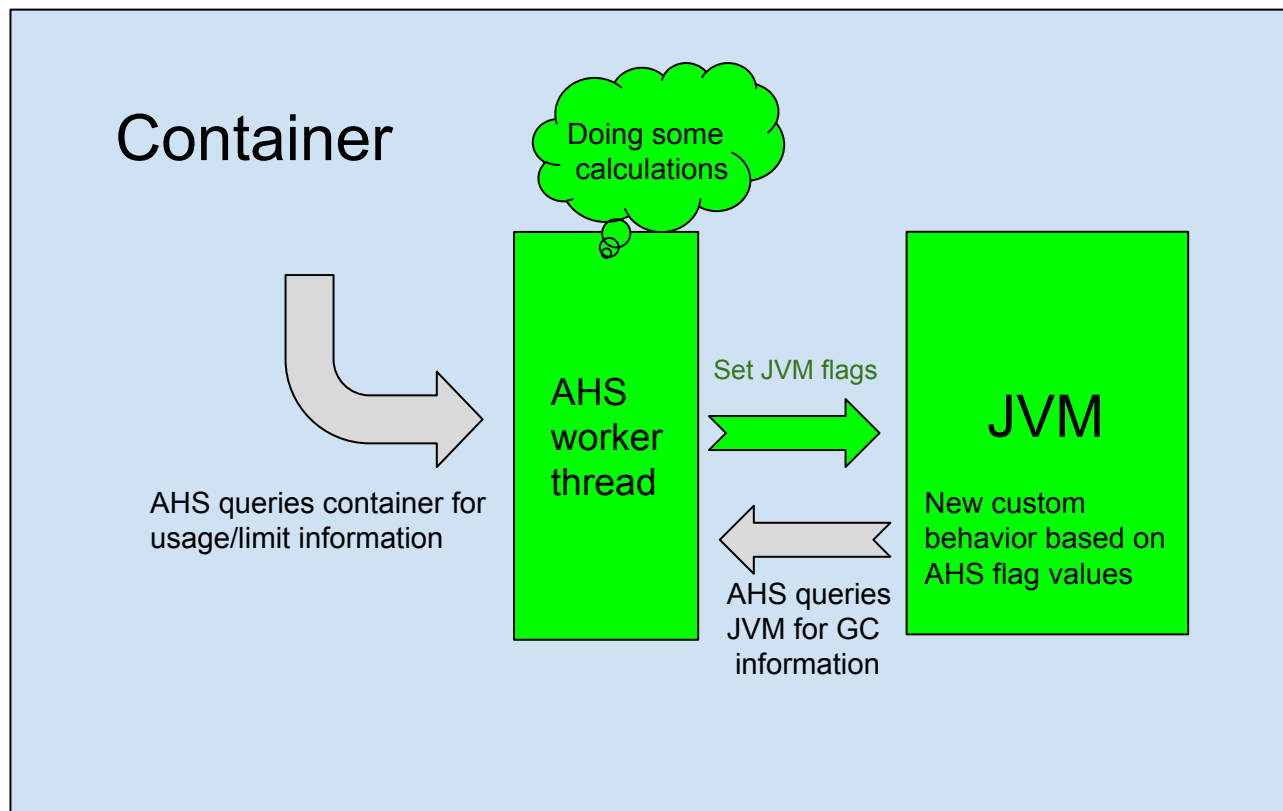 Container
Doing some
calculations
AHS
worker
thread
Set JVM flags
JVM
AHS queries container for
usage/limit information
New custom
behavior based on
AHS flag values
AHS queries
JVM for GC
information